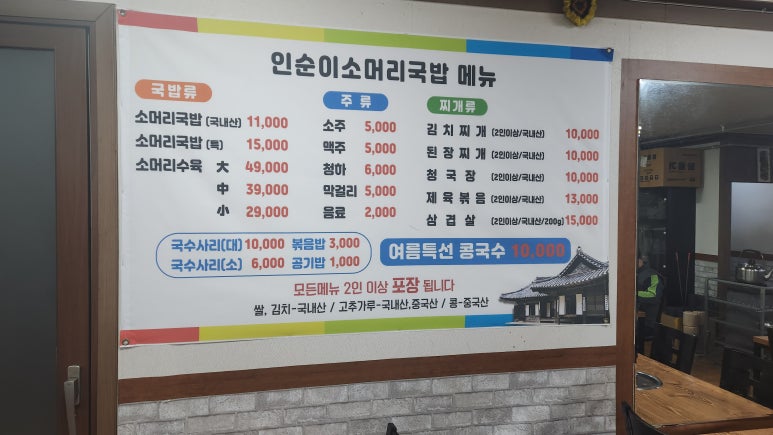 인순이소머리국밥 메뉴
국밥류
소머리국밥 (국내산) 11,000
소머리국밥 (특) 15,000
소머리수육 大 49,000
中 39,000
小 29,000
주 류
소주 5,000
맥주 5,000
청하 6,000
막걸리 5,000
음료 2,000
찌개류
김치찌개 (2인이상/국내산) 10,000
된장찌개 (2인이상/국내산) 10,000
청국장 (2인이상/국내산) 10,000
제육볶음 (2인이상/국내산) 13,000
삼겹살 (2인이상/국내산/200g) 15,000
국수사리(대) 10,000 볶음밥 3,000
국수사리(소) 6,000 공기밥 1,000
여름특선 콩국수 10,000
모든메뉴 2인 이상 포장 됩니다
쌀, 김치-국내산 / 고추가루-국내산,중국산 / 콩-중국산